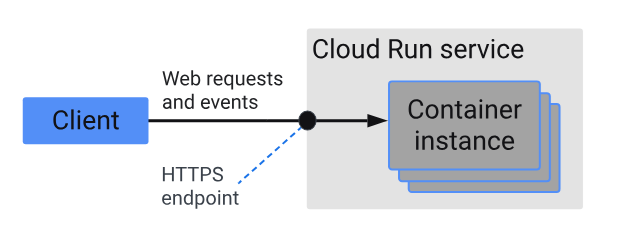 Cloud Run service
Web requests
and events
Client
Container
instance
HTTPS
endpoint